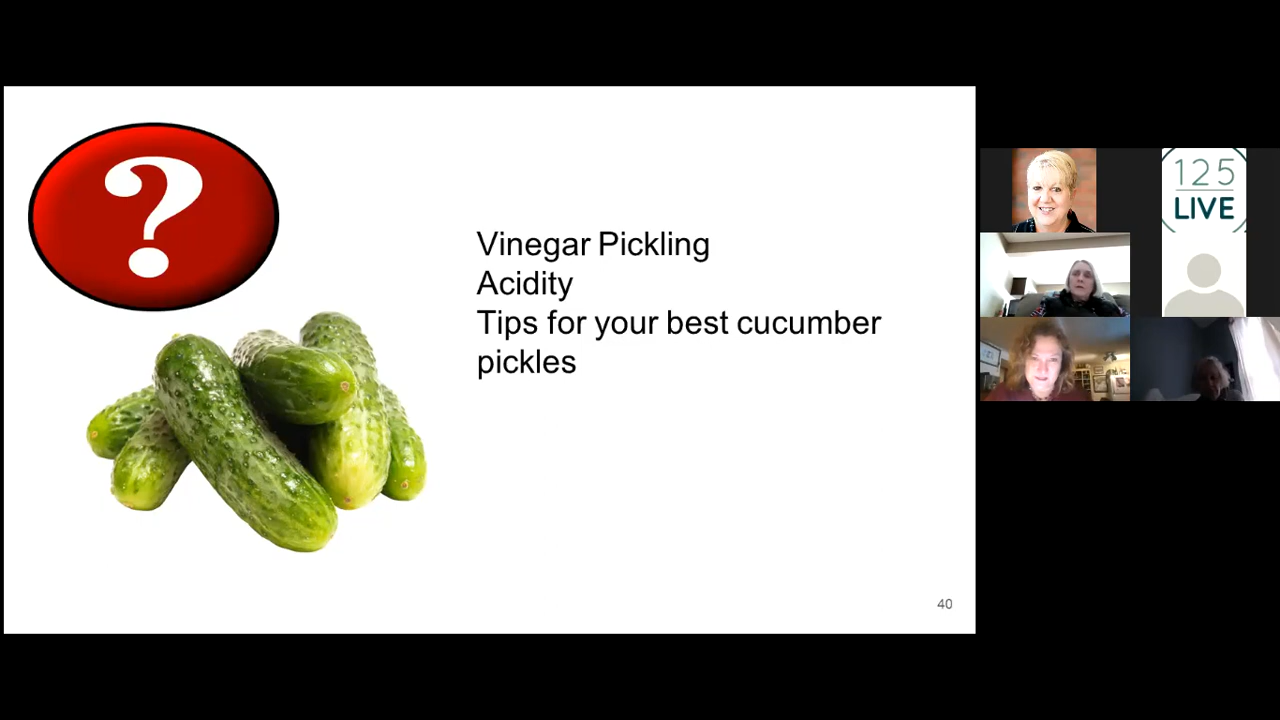 ?
Vinegar Pickling
Acidity
Tips for your best cucumber
pickles
40
125
LIVE